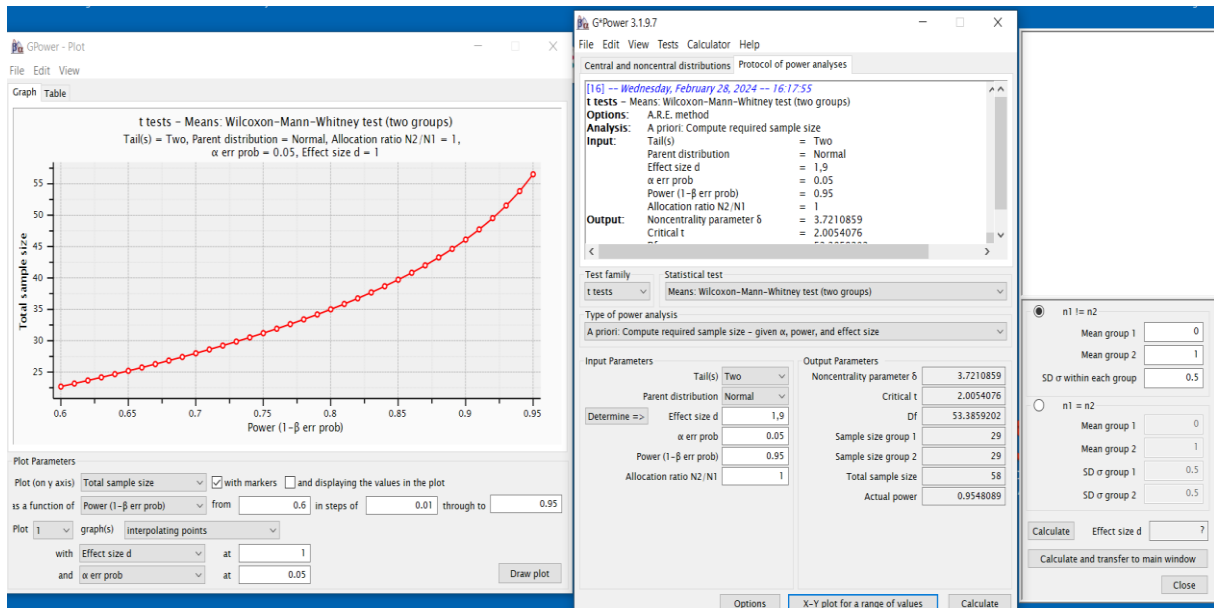 GPower - Plot
File Edit View
Graph Table
t tests - Means: Wilcoxon-Mann-Whitney test (two groups)
Tail(s) = Two, Parent distribution = Normal, Allocation ratio N2/N1 = 1,
α err prob = 0.05, Effect size d = 1
Total sample size
55
50
45
40
35
30
25
0.6 0.65 0.7 0.75 0.8 0.85 0.9 0.95
Power (1-β err prob)
Plot Parameters
Plot (on y axis) Total sample size with markers and displaying the values in the plot
as a function of Power (1-β err prob) from 0.6 in steps of 0.01 through to 0.95
Plot 1 graph(s) interpolating points
with Effect size d at 1
and α err prob at 0.05
Draw plot
G*Power 3.1.9.7
File Edit View Tests Calculator Help
Central and noncentral distributions Protocol of power analyses
[16] -- Wednesday, February 28, 2024 -- 16:17:55
t tests - Means: Wilcoxon-Mann-Whitney test (two groups)
Options: A.R.E. method
Analysis: A priori: Compute required sample size
Input: Tail(s) = Two
Parent distribution = Normal
Effect size d = 1,9
α err prob = 0.05
Power (1-β err prob) = 0.95
Allocation ratio N2/N1 = 1
Output: Noncentrality parameter δ = 3.7210859
Critical t = 2.0054076
Test family Statistical test
t tests Means: Wilcoxon-Mann-Whitney test (two groups)
Type of power analysis
A priori: Compute required sample size - given α, power, and effect size
Input Parameters
Tail(s) Two
Parent distribution Normal
Determine => Effect size d 1,9
α err prob 0.05
Power (1-β err prob) 0.95
Allocation ratio N2/N1 1
Output Parameters
Noncentrality parameter δ 3.7210859
Critical t 2.0054076
Df 53.3859202
Sample size group 1 29
Sample size group 2 29
Total sample size 58
Actual power 0.9548089
Options X-Y plot for a range of values Calculate
n1 != n2
Mean group 1 0
Mean group 2 1
SD σ within each group 0.5
n1 = n2
Mean group 1 0
Mean group 2 1
SD σ group 1 0.5
SD σ group 2 0.5
Calculate Effect size d ?
Calculate and transfer to main window
Close